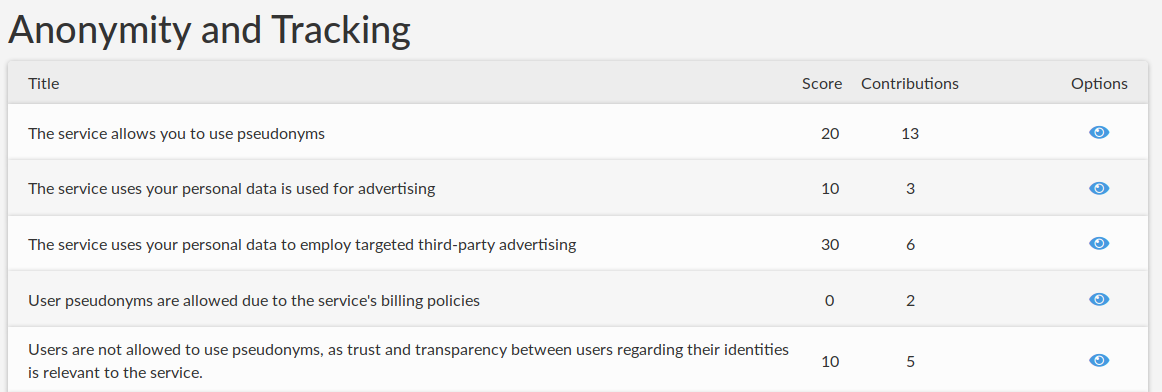 Anonymity and Tracking
Title Score Contributions Options
The service allows you to use pseudonyms 20 13
The service uses your personal data is used for advertising 10 3
The service uses your personal data to employ targeted third-party advertising 30 6
User pseudonyms are allowed due to the service's billing policies 0 2
Users are not allowed to use pseudonyms, as trust and transparency between users regarding their identities
is relevant to the service. 10 5